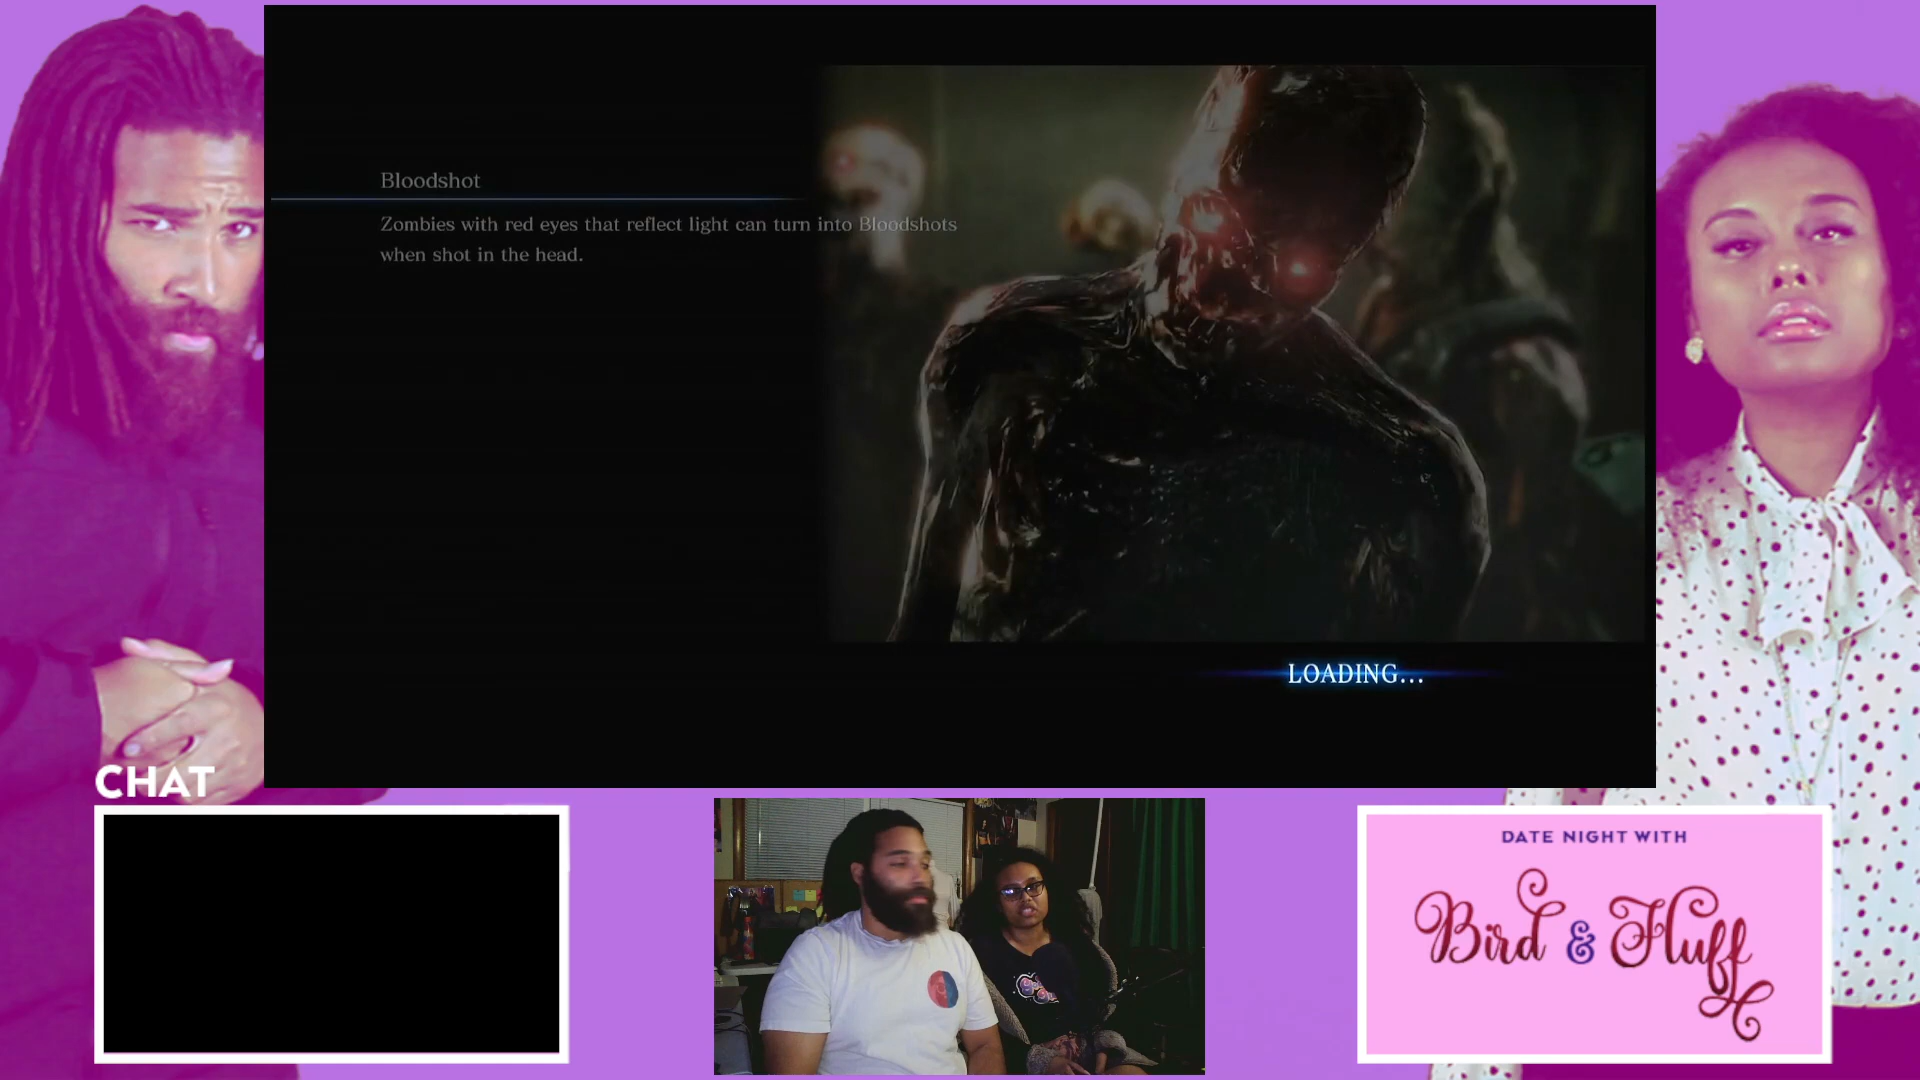 Bloodshot
Zombies with red eyes that reflect light can turn into Bloodshots
when shot in the head.
LOADING...
CHAT
DATE NIGHT WITH
Bird & Fluff